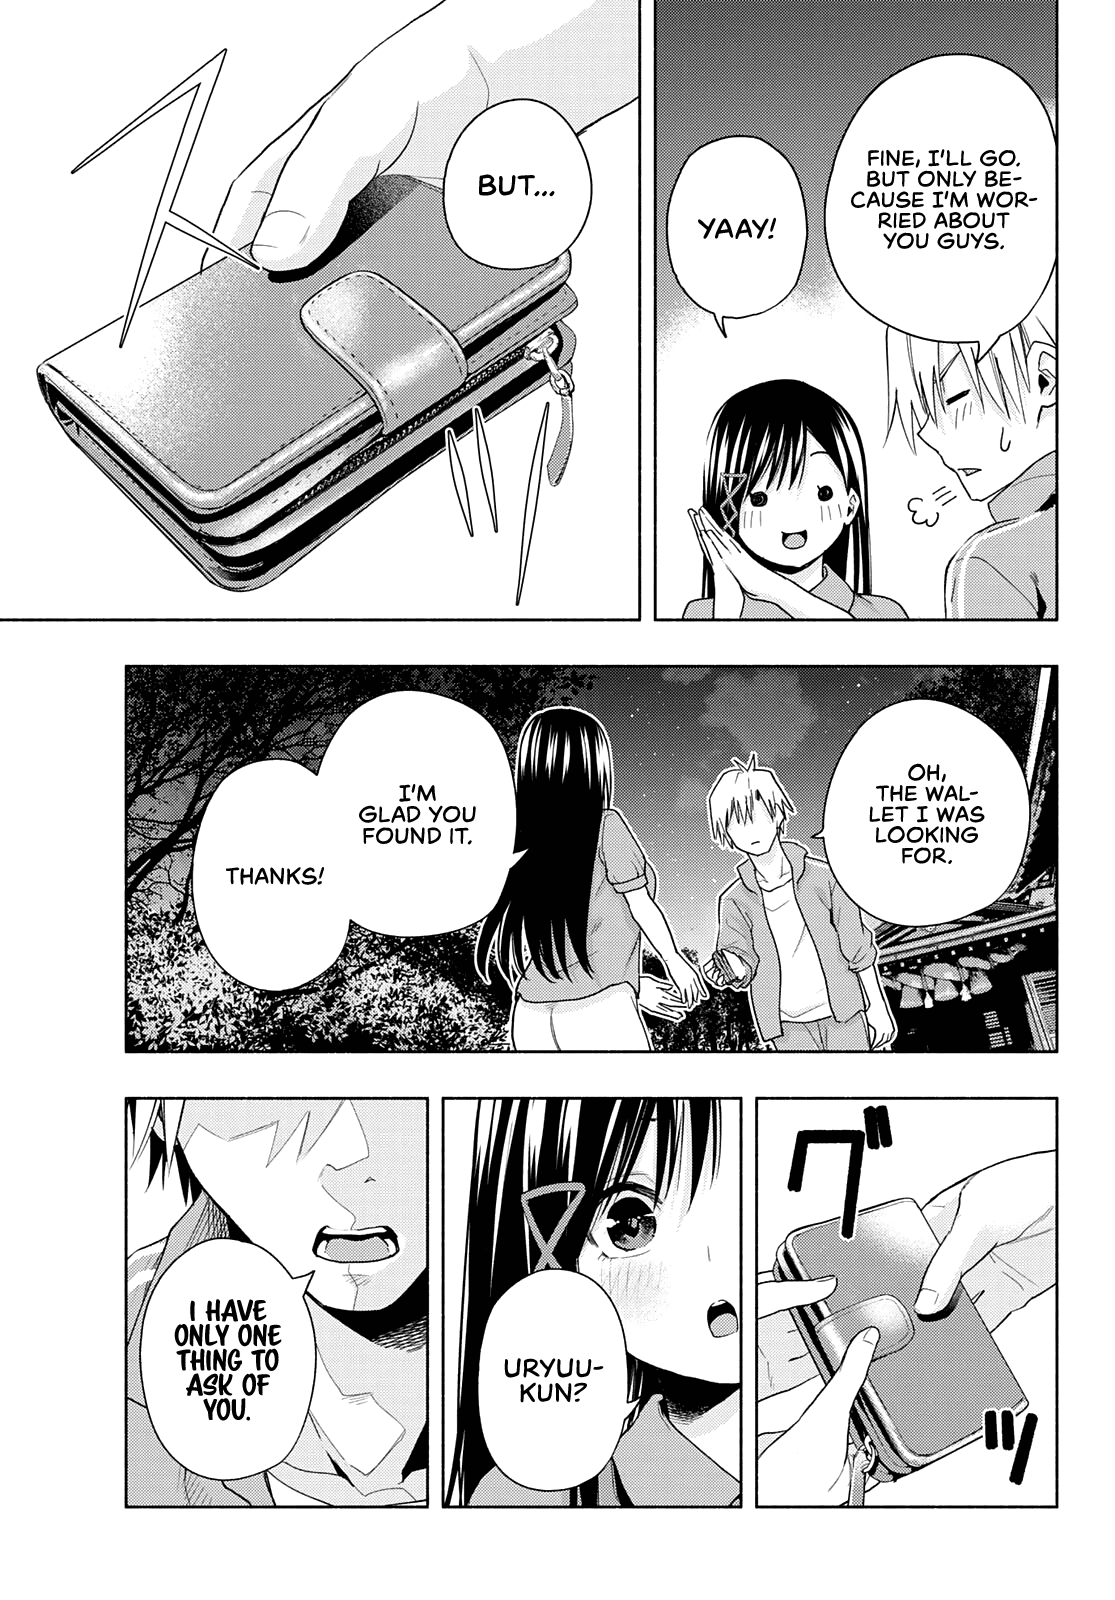 FINE, I'LL GO.
BUT ONLY BE-
CAUSE I'M WOR-
RIED ABOUT
YOU GUYS.
YAAY!
BUT...
OH,
THE WAL-
LET I WAS
LOOKING
FOR.
I'M
GLAD YOU
FOUND IT.
THANKS!
グッ
URYUU-
KUN?
I HAVE
ONLY ONE
THING TO
ASK OF
YOU.